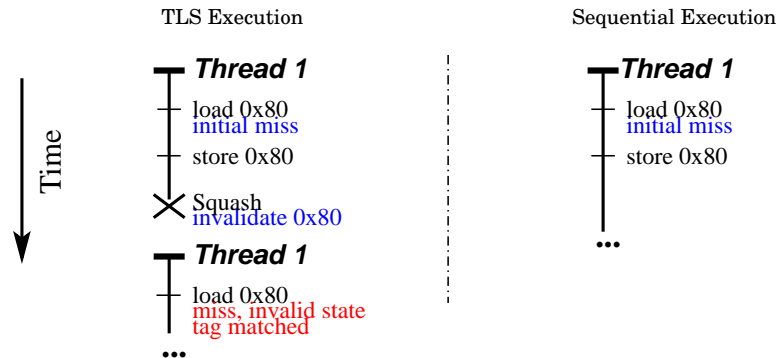 TLS Execution
Sequential Execution
Time
Thread 1
load 0x80
initial miss
store 0x80
Squash
invalidate 0x80
Thread 1
load 0x80
miss, invalid state
tag matched
...
Thread 1
load 0x80
initial miss
store 0x80
...